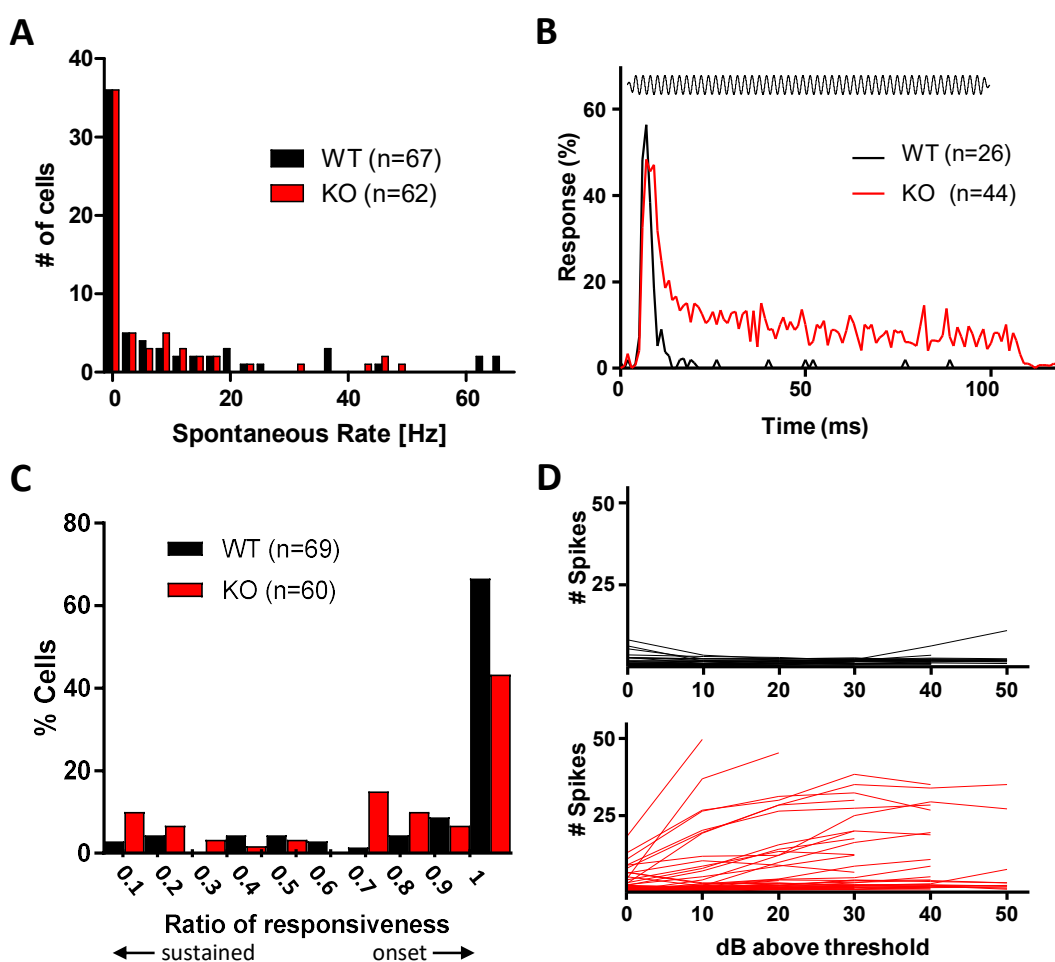 A
40
30
20
10
0
# of cells
WT (n=67)
KO (n=62)
0 20 40 60
Spontaneous Rate [Hz]
B
60
40
20
0
Response (%)
WT (n=26)
KO (n=44)
0 50 100
Time (ms)
C
80
60
40
20
0
% Cells
WT (n=69)
KO (n=60)
0.1 0.2 0.3 0.4 0.5 0.6 0.7 0.8 0.9 1
Ratio of responsiveness
sustained onset
D
50
25
# Spikes
0 10 20 30 40 50
50
25
# Spikes
0 10 20 30 40 50
dB above threshold